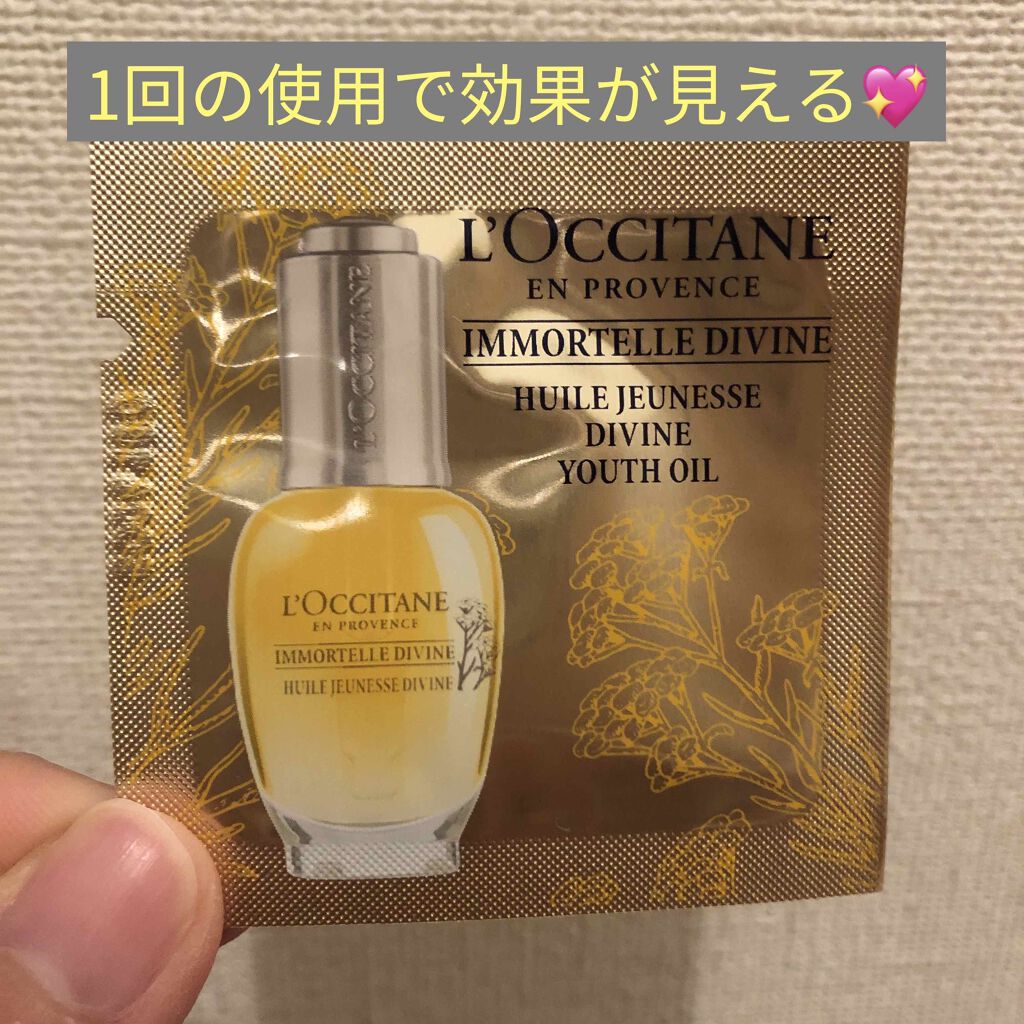 1回の使用で効果が見える💖
L'OCCITANE
EN PROVENCE
IMMORTELLE DIVINE
HUILE JEUNESSE
DIVINE
YOUTH OIL
L'OCCITANE
L'OCCITANE
EN PROVENCE
IMMORTELLE DIVINE
HUILE JEUNESSE DIVINE